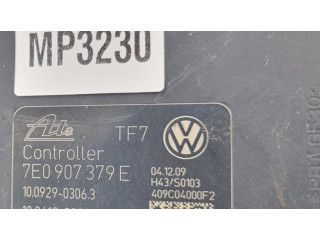 MP3230
Ate
TF7
Controller
7E0 907 379 E
04.12.09
H43/S0103
10.0929-0306.3
409C04000F2